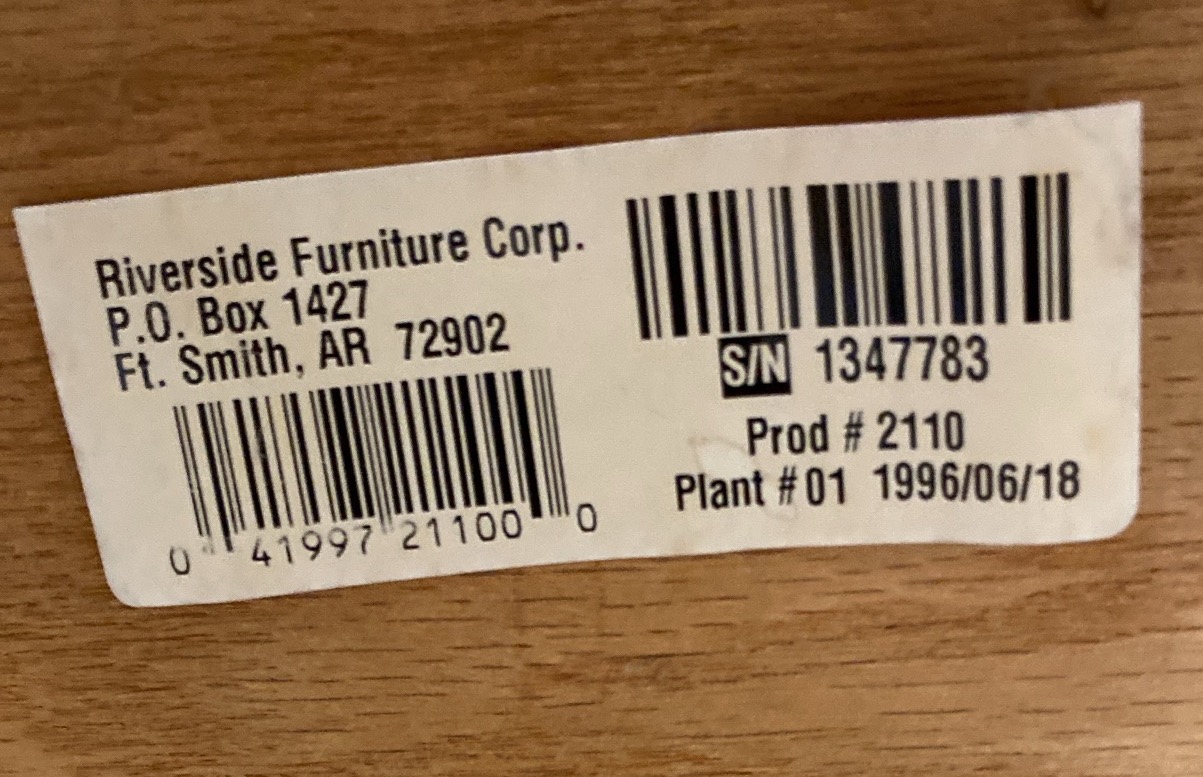 Riverside Furniture Corp.
P.O. Box 1427
Ft. Smith, AR 72902
0 41997 21100 0
S/N 1347783
Prod # 2110
Plant # 01 1996/06/18